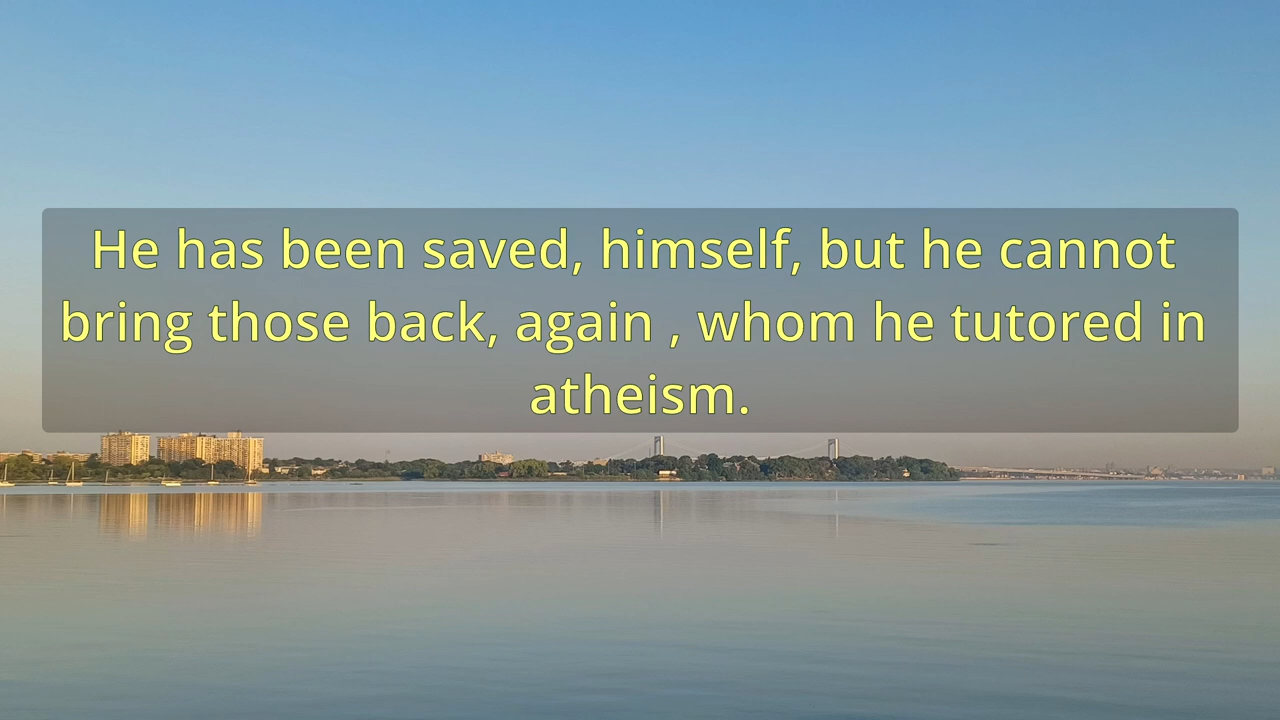 He has been saved, himself, but he cannot
bring those back, again , whom he tutored in
atheism.